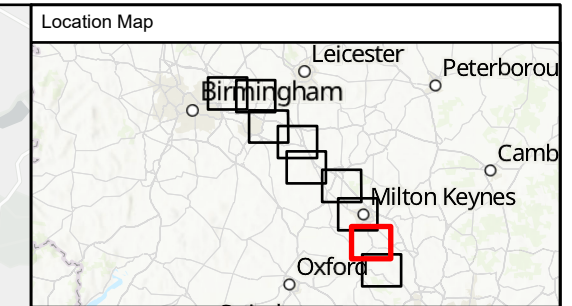 Location Map
Leicester
Peterborou
Birmingham
Camb
Milton Keynes
Oxford